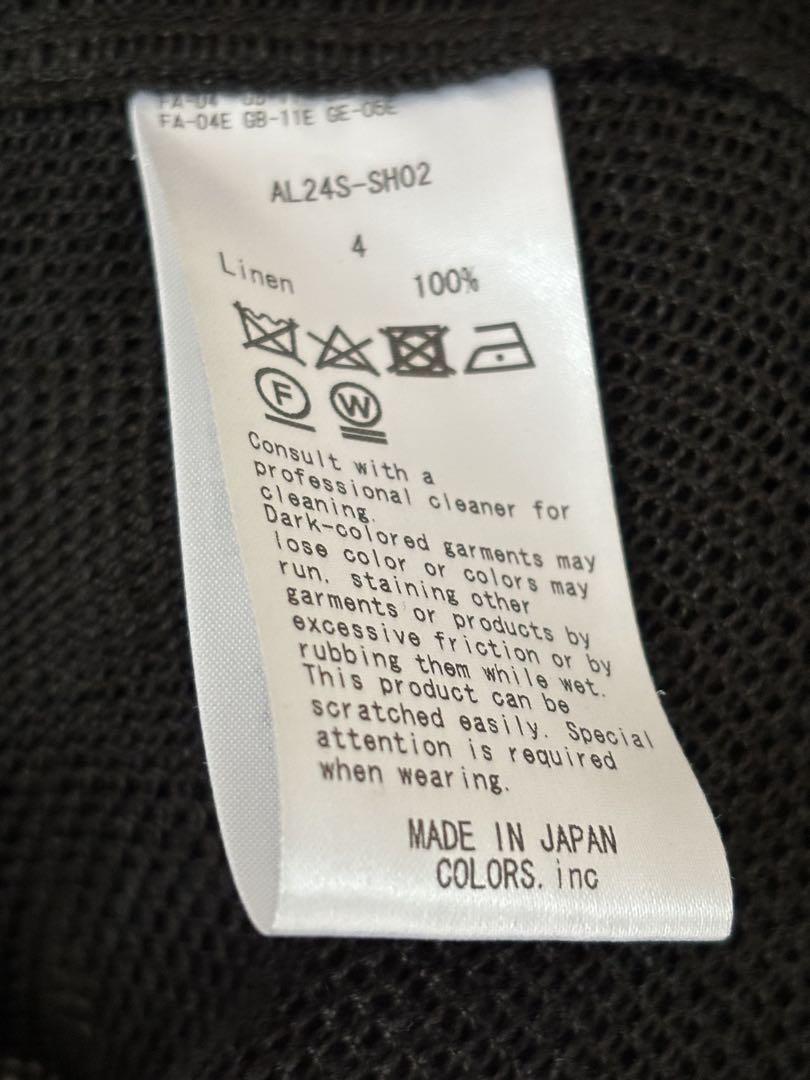 FA-04E GB-11E GE-05E
AL24S-SH02
4
Linen 100%
F W
Consult with a
professional cleaner for
cleaning.
Dark-colored garments may
lose color or colors may
run, staining other
garments or products by
excessive friction or by
rubbing them while wet.
This product can be
scratched easily. Special
attention is required
when wearing.
MADE IN JAPAN
COLORS. inc